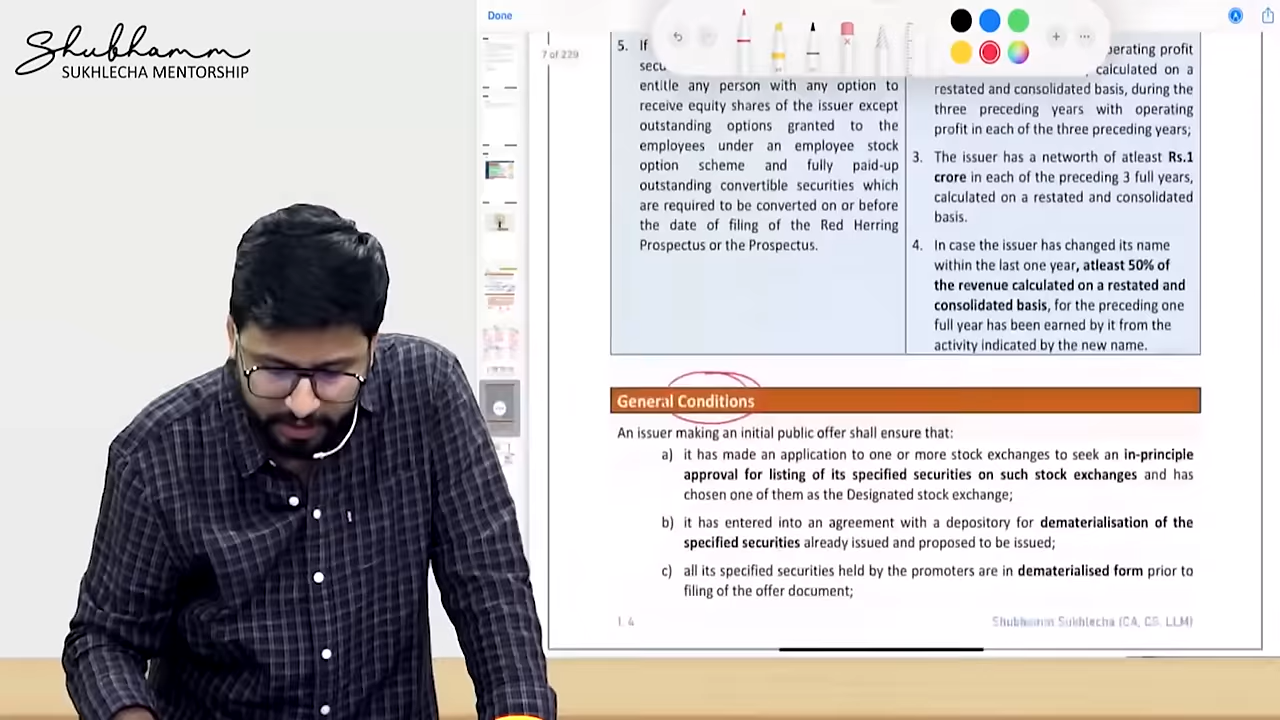 Shubhamm
SUKHLECHA MENTORSHIP
Done
7 of 229
5. If
secu
entitle any person with any option to
receive equity shares of the issuer except
outstanding options granted to the
employees under an employee stock
option scheme and fully paid-up
outstanding convertible securities which
are required to be converted on or before
the date of filing of the Red Herring
Prospectus or the Prospectus.
operating profit
, calculated on a
restated and consolidated basis, during the
three preceding years with operating
profit in each of the three preceding years;
3. The issuer has a networth of atleast Rs.1
crore in each of the preceding 3 full years,
calculated on a restated and consolidated
basis.
4. In case the issuer has changed its name
within the last one year, atleast 50% of
the revenue calculated on a restated and
consolidated basis, for the preceding one
full year has been earned by it from the
activity indicated by the new name.
General Conditions
An issuer making an initial public offer shall ensure that:
a) it has made an application to one or more stock exchanges to seek an in-principle
approval for listing of its specified securities on such stock exchanges and has
chosen one of them as the Designated stock exchange;
b) it has entered into an agreement with a depository for dematerialisation of the
specified securities already issued and proposed to be issued;
c) all its specified securities held by the promoters are in dematerialised form prior to
filing of the offer document;
1.4
Shubhamm Sukhlecha (CA, CS, LLM)